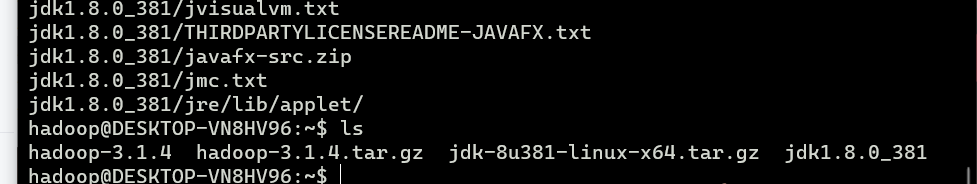 jdk1.8.0_381/jvisualvm.txt
jdk1.8.0_381/THIRDPARTYLICENSEREADME-JAVAFX.txt
jdk1.8.0_381/javafx-src.zip
jdk1.8.0_381/jmc.txt
jdk1.8.0_381/jre/lib/applet/
hadoop@DESKTOP-VN8HV96:~$ ls
hadoop-3.1.4  hadoop-3.1.4.tar.gz  jdk-8u381-linux-x64.tar.gz  jdk1.8.0_381
hadoop@DESKTOP-VN8HV96:~$